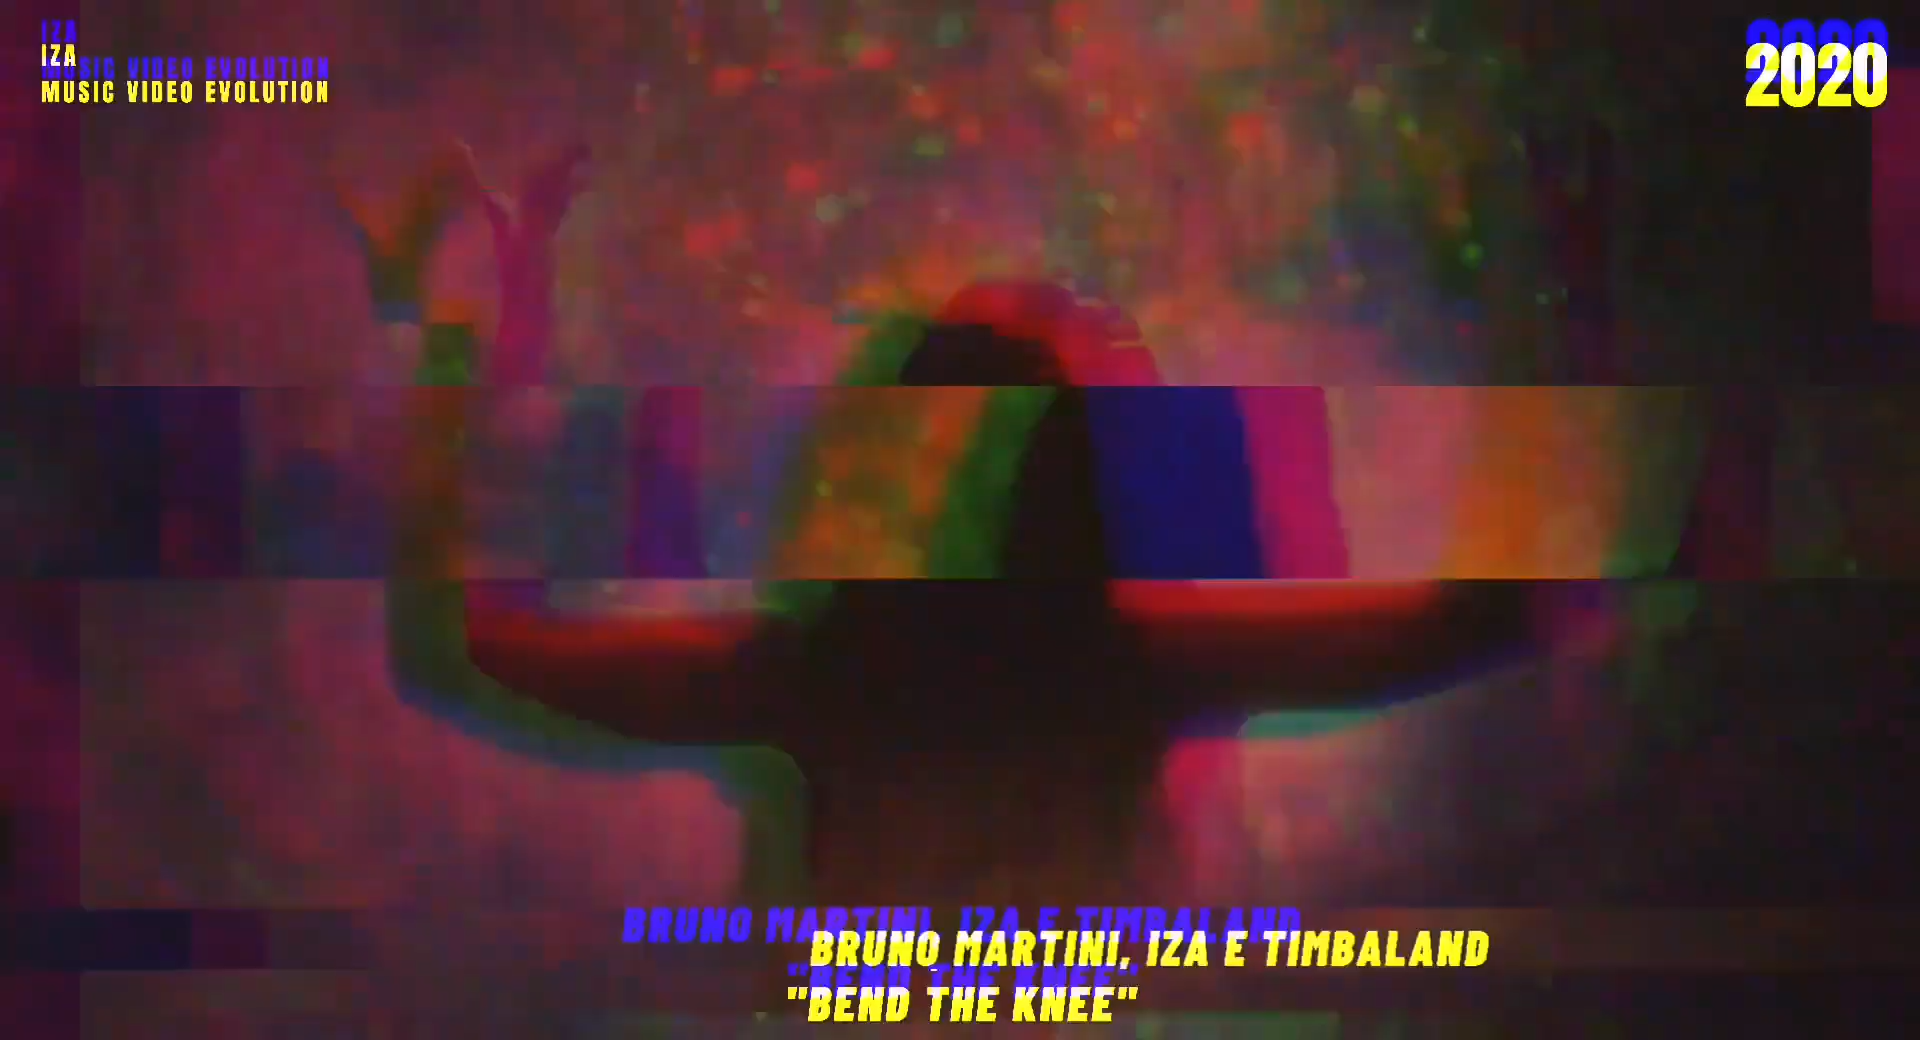 IZA
MUSIC VIDEO EVOLUTION
2020
BRUNO MARTINI, IZA E TIMBALAND
"BEND THE KNEE"